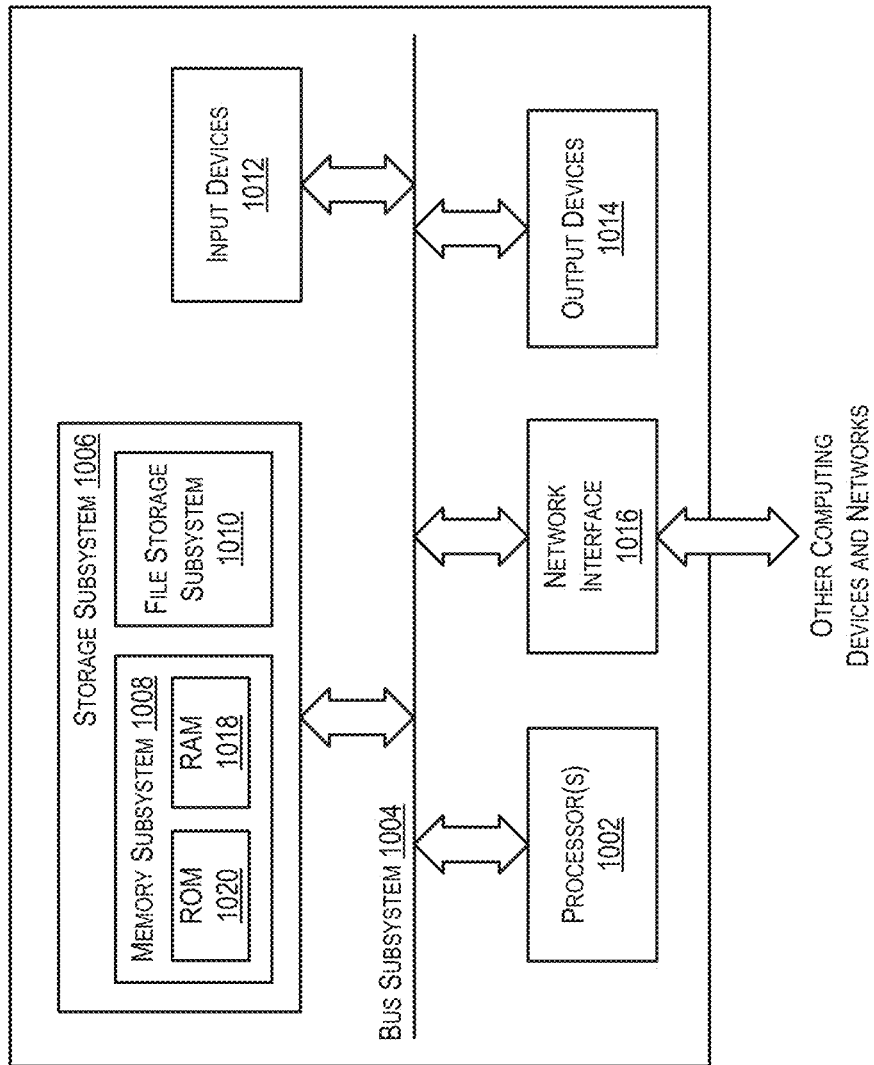 STORAGE SUBSYSTEM 1006
MEMORY SUBSYSTEM 1008
ROM
1020
RAM
1018
FILE STORAGE
SUBSYSTEM
1010
INPUT DEVICES
1012
BUS SUBSYSTEM 1004
PROCESSOR(S)
1002
NETWORK
INTERFACE
1016
OUTPUT DEVICES
1014
OTHER COMPUTING
DEVICES AND NETWORKS